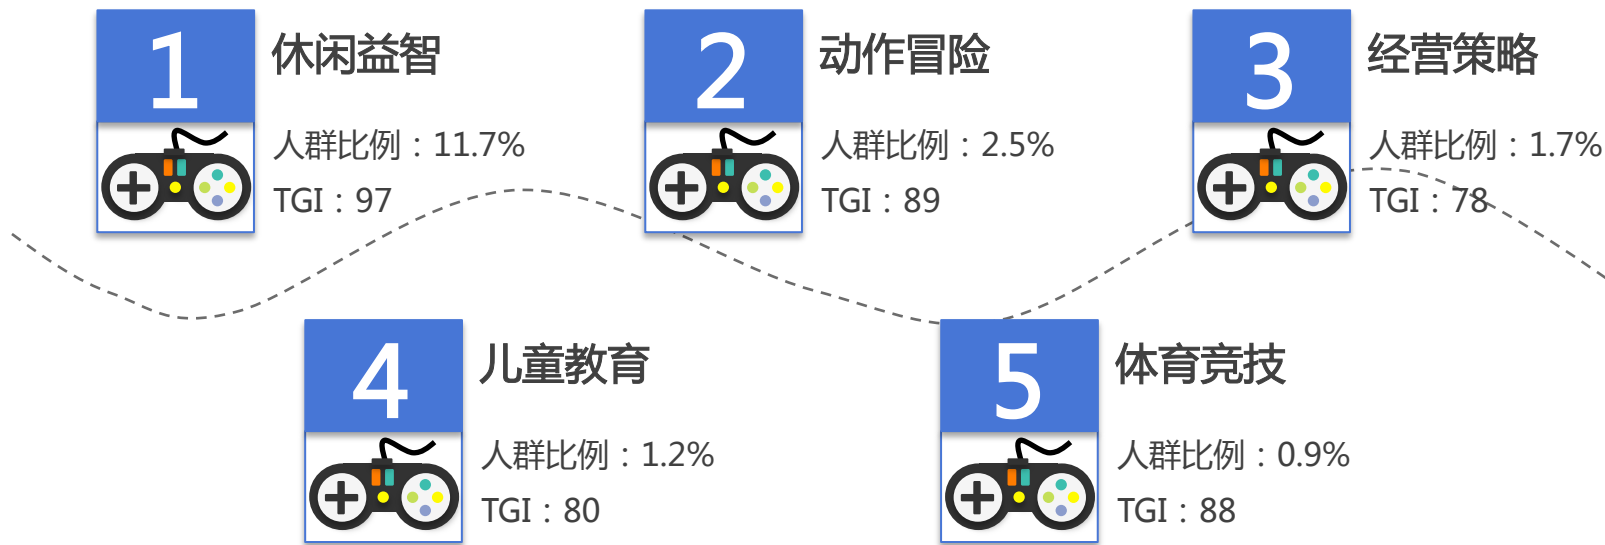 1
休闲益智
人群比例：11.7%
TGI：97
2
动作冒险
人群比例：2.5%
TGI：89
3
经营策略
人群比例：1.7%
TGI：78
4
儿童教育
人群比例：1.2%
TGI：80
5
体育竞技
人群比例：0.9%
TGI：88